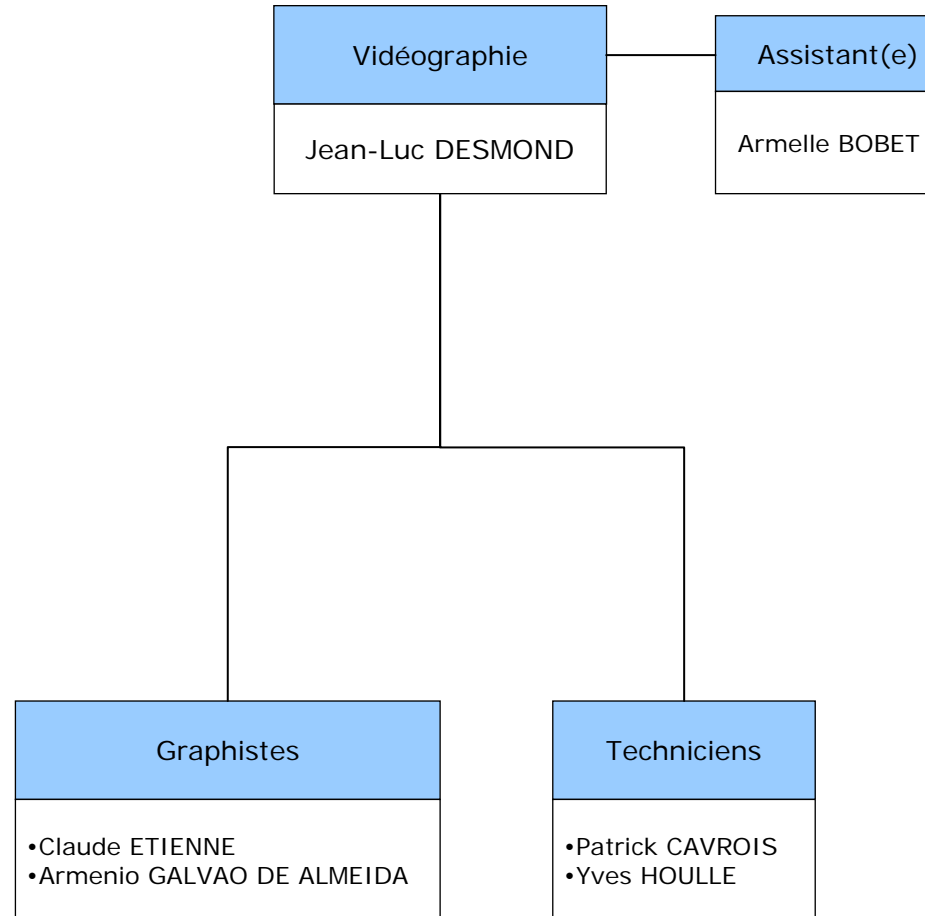 Vidéographie
Assistant(e)
Jean-Luc DESMOND
Armelle BOBET
Graphistes
•Claude ETIENNE
•Armenio GALVAO DE ALMEIDA
Techniciens
•Patrick CAVROIS
•Yves HOULLE